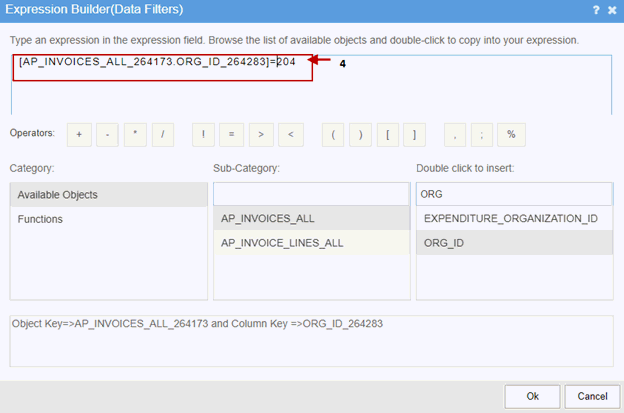 Expression Builder(Data Filters)
? ✖
Type an expression in the expression field. Browse the list of available objects and double-click to copy into your expression.
[AP_INVOICES_ALL_264173.ORG_ID_264283]=204
4
Operators: + - * / ! = > < ( ) [ ] , ; %
Category: Sub-Category: Double click to insert:
Available Objects
Functions
AP_INVOICES_ALL
AP_INVOICE_LINES_ALL
ORG
EXPENDITURE_ORGANIZATION_ID
ORG_ID
Object Key=>AP_INVOICES_ALL_264173 and Column Key =>ORG_ID_264283
Ok Cancel